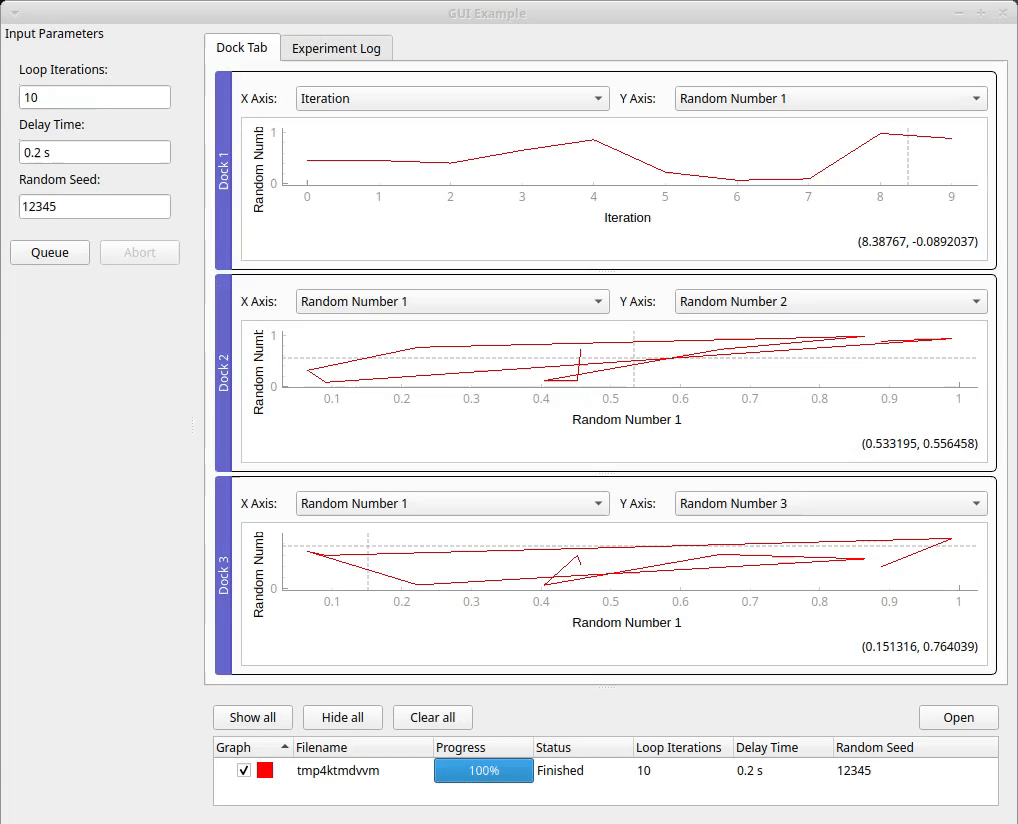 GUI Example
Input Parameters
Loop Iterations:
10
Delay Time:
0.2 s
Random Seed:
12345
Queue Abort
Dock Tab Experiment Log
Dock 1
X Axis: Iteration Y Axis: Random Number 1
Random Numb
1
0
0 1 2 3 4 5 6 7 8 9
Iteration
(8.38767, -0.0892037)
Dock 2
X Axis: Random Number 1 Y Axis: Random Number 2
Random Numb
1
0
0.1 0.2 0.3 0.4 0.5 0.6 0.7 0.8 0.9 1
Random Number 1
(0.533195, 0.556458)
Dock 3
X Axis: Random Number 1 Y Axis: Random Number 3
Random Numb
0
0.1 0.2 0.3 0.4 0.5 0.6 0.7 0.8 0.9 1
Random Number 1
(0.151316, 0.764039)
Show all Hide all Clear all Open
Graph Filename Progress Status Loop Iterations Delay Time Random Seed
tmp4ktmdvvm 100% Finished 10 0.2 s 12345